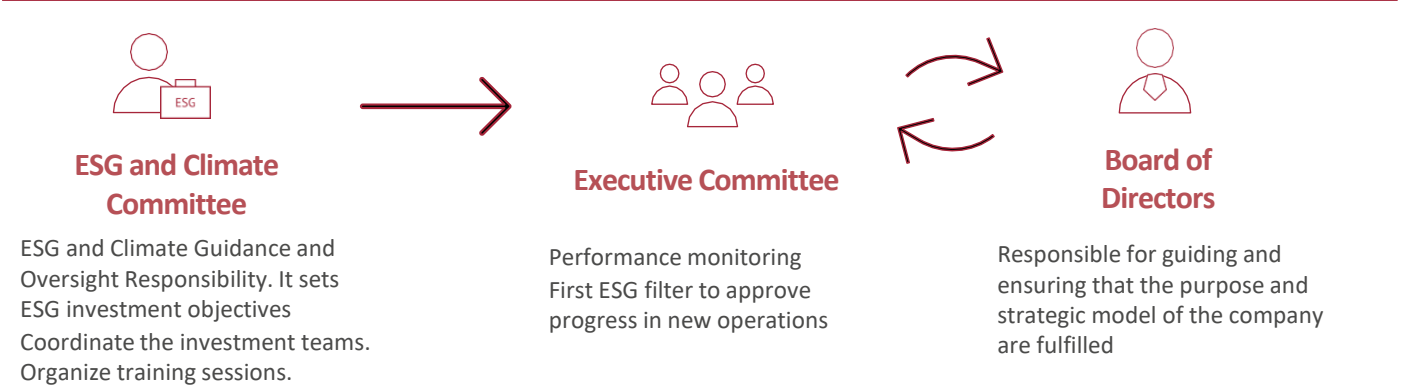 ESG
ESG and Climate
Committee
ESG and Climate Guidance and
Oversight Responsibility. It sets
ESG investment objectives
Coordinate the investment teams.
Organize training sessions.
Executive Committee
Performance monitoring
First ESG filter to approve
progress in new operations
Board of
Directors
Responsible for guiding and
ensuring that the purpose and
strategic model of the company
are fulfilled